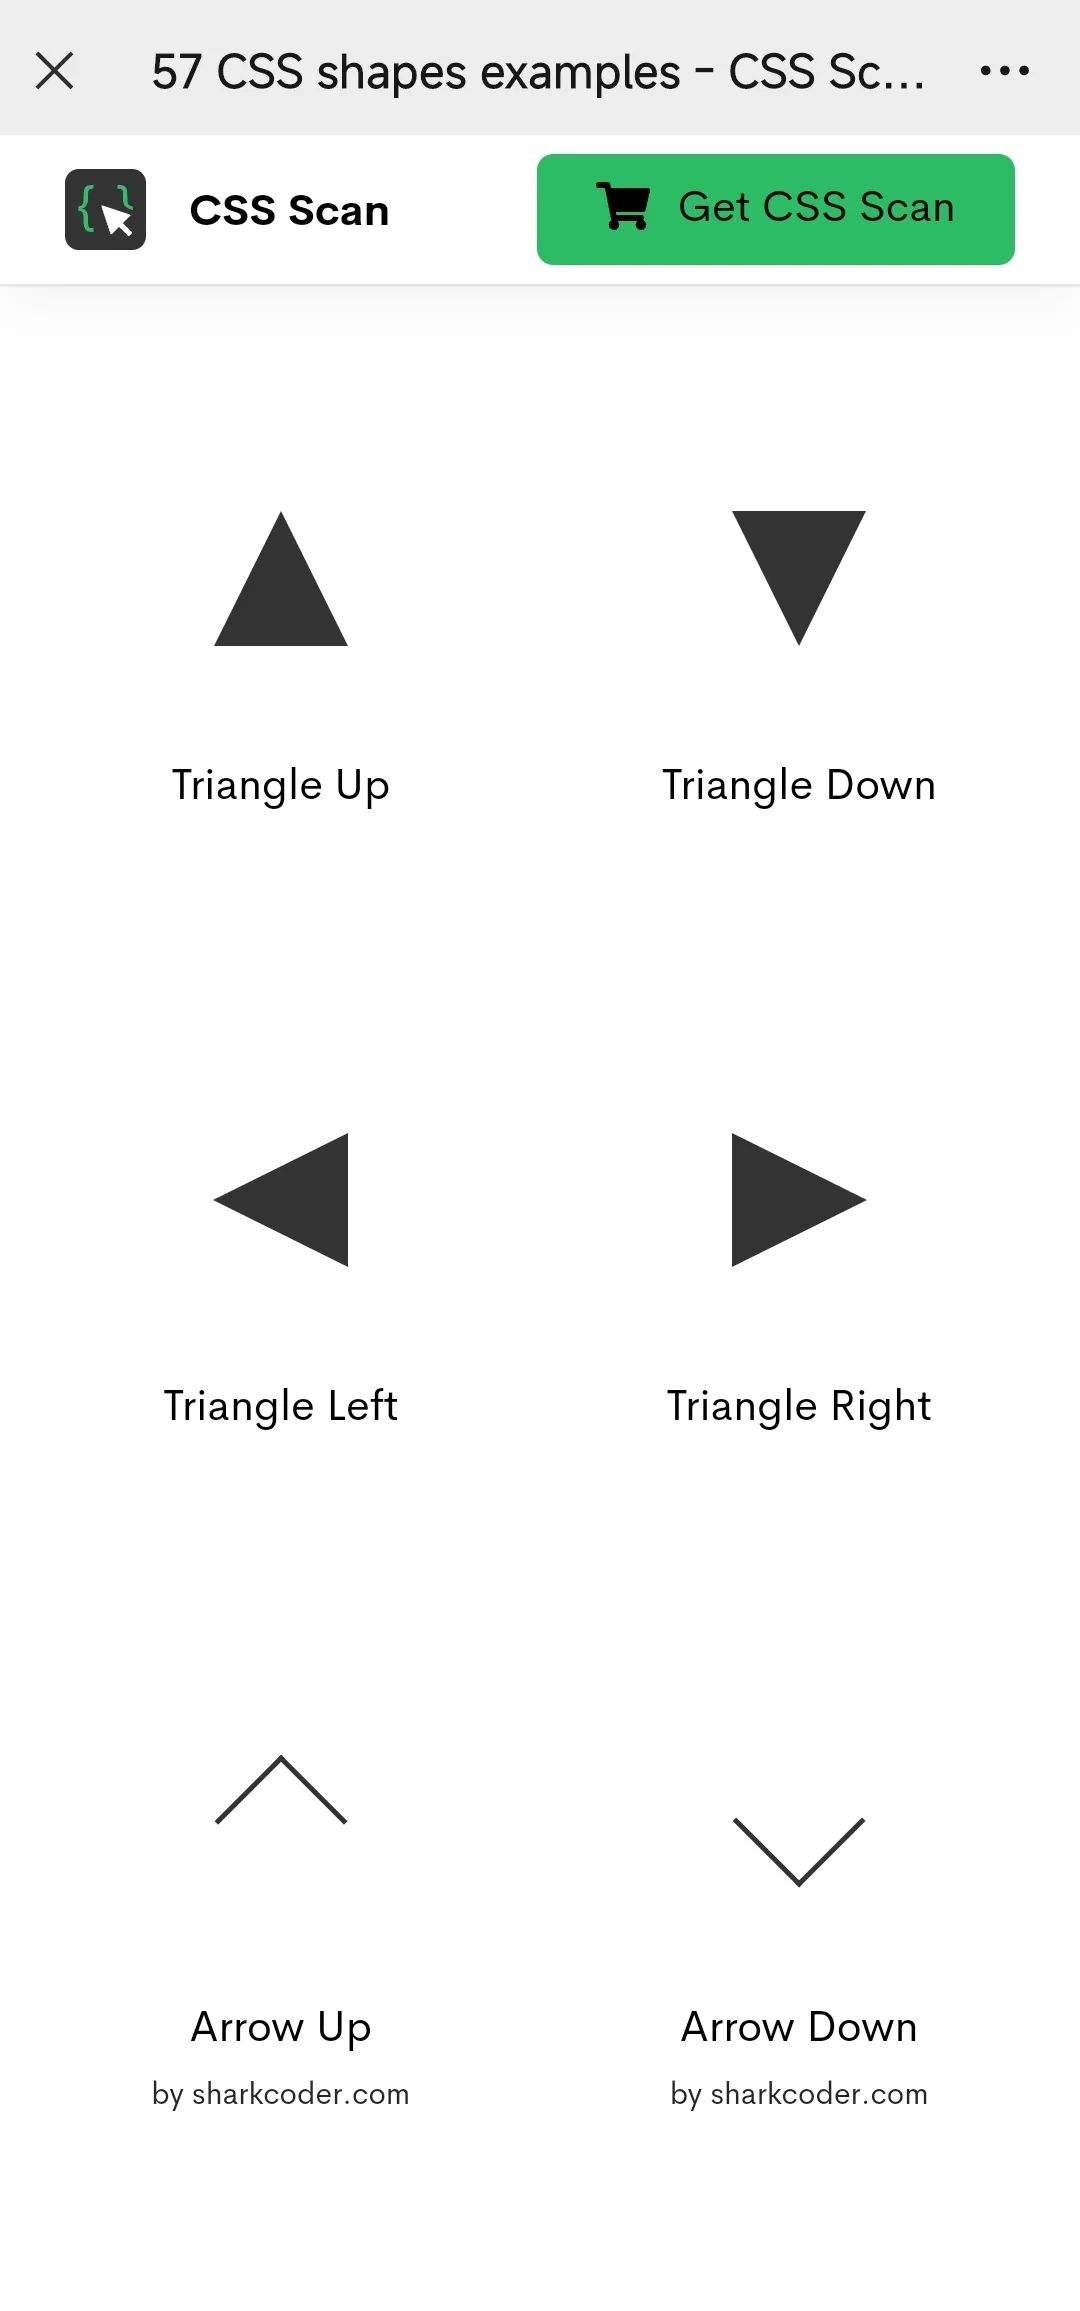 57 CSS shapes examples - CSS Sc...
CSS Scan
Get CSS Scan
Triangle Up
Triangle Down
Triangle Left
Triangle Right
Arrow Up
by sharkcoder.com
Arrow Down
by sharkcoder.com